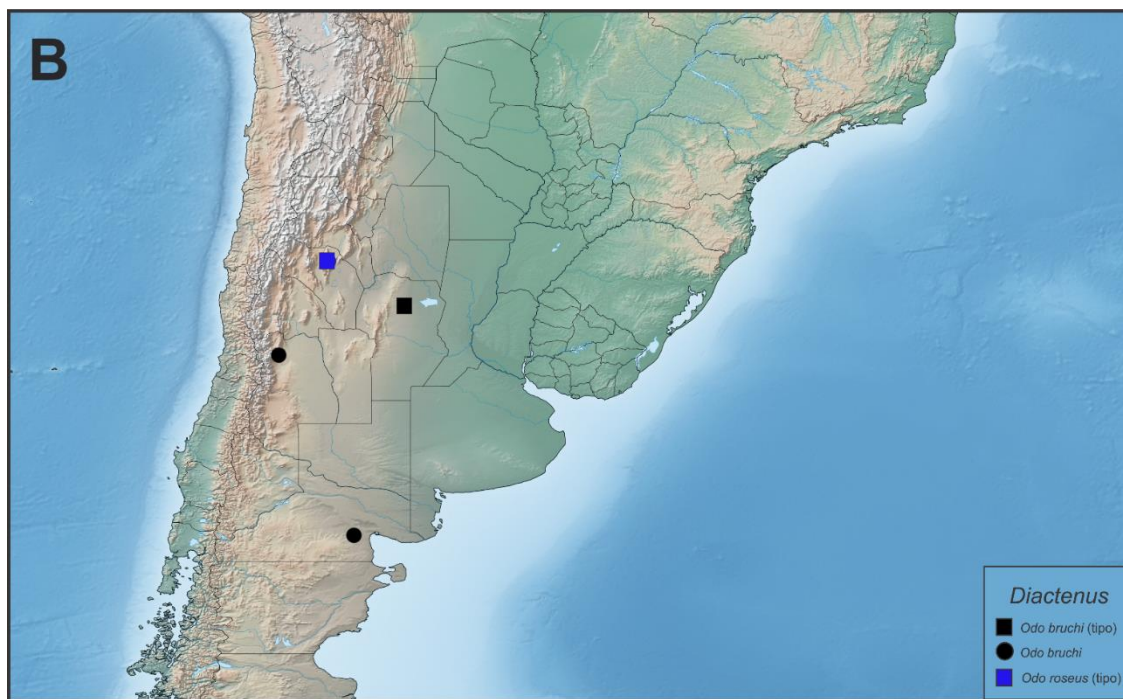 B
Diactenus
Odo bruchi (tipo)
Odo bruchi
Odo roseus (tipo)